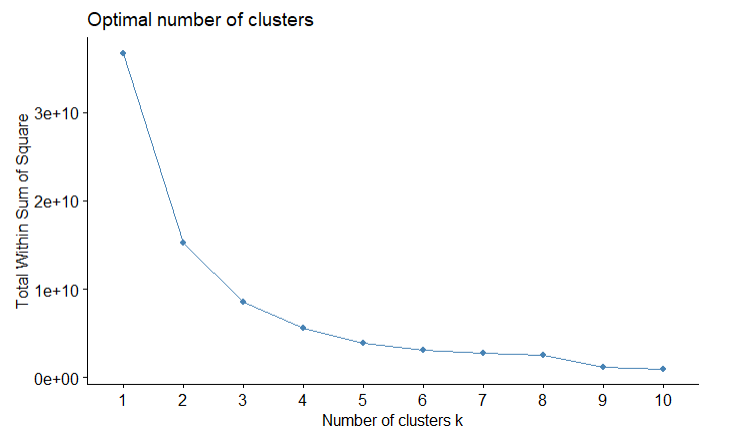 Optimal number of clusters
Total Within Sum of Square
3e+10
2e+10
1e+10
0e+00
1 2 3 4 5 6 7 8 9 10
Number of clusters k